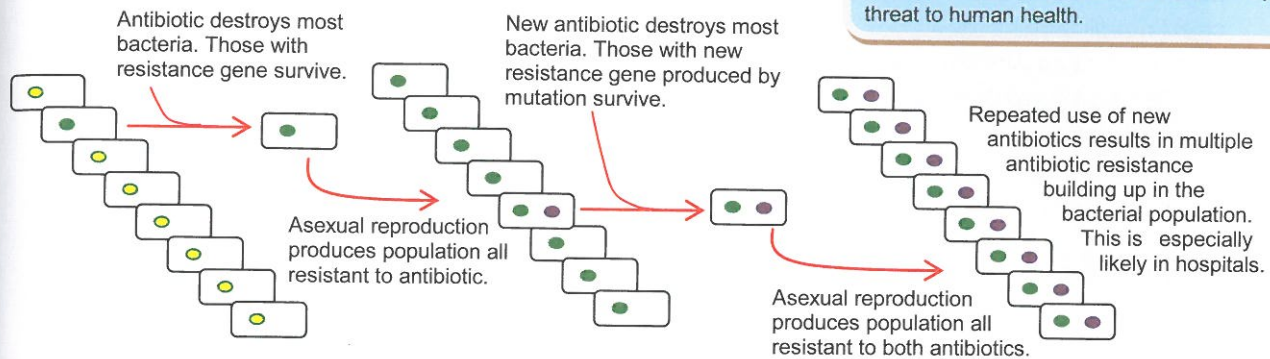 threat to human health.
Antibiotic destroys most
bacteria. Those with
resistance gene survive.
New antibiotic destroys most
bacteria. Those with new
resistance gene produced by
mutation survive.
Asexual reproduction
produces population all
resistant to antibiotic.
Asexual reproduction
produces population all
resistant to both antibiotics.
Repeated use of new
antibiotics results in multiple
antibiotic resistance
building up in the
bacterial population.
This is especially
likely in hospitals.